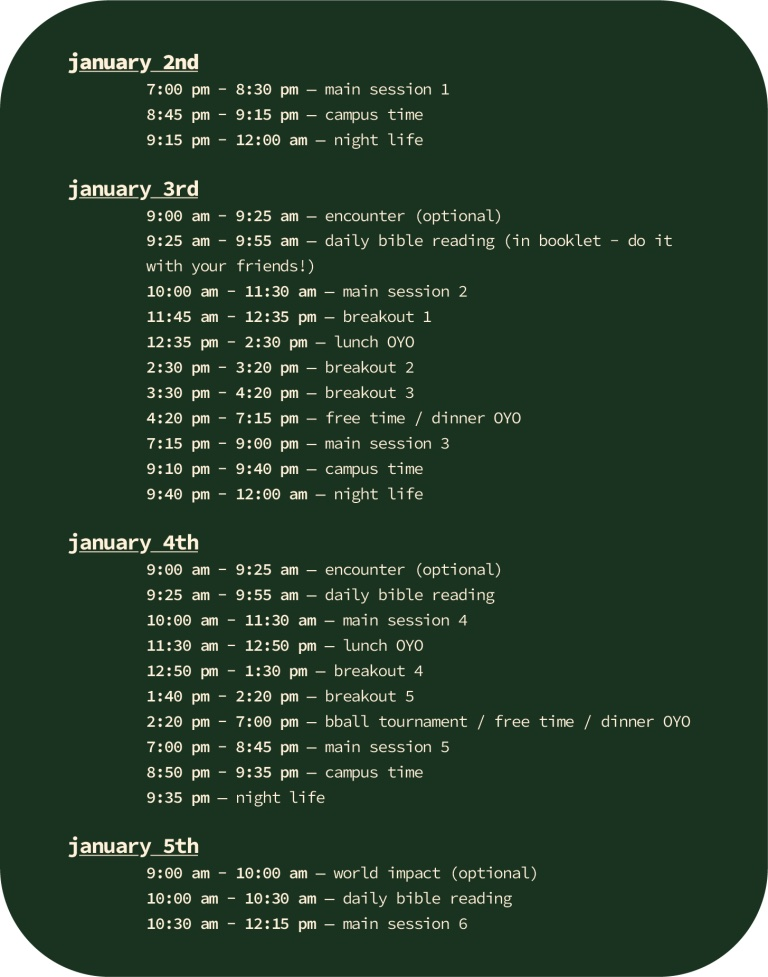 january 2nd
7:00 pm - 8:30 pm — main session 1
8:45 pm - 9:15 pm — campus time
9:15 pm - 12:00 am — night life
january 3rd
9:00 am - 9:25 am — encounter (optional)
9:25 am - 9:55 am — daily bible reading (in booklet - do it
with your friends!)
10:00 am - 11:30 am — main session 2
11:45 am - 12:35 pm — breakout 1
12:35 pm - 2:30 pm — lunch OYO
2:30 pm - 3:20 pm — breakout 2
3:30 pm - 4:20 pm — breakout 3
4:20 pm - 7:15 pm — free time / dinner OYO
7:15 pm - 9:00 pm — main session 3
9:10 pm - 9:40 pm — campus time
9:40 pm - 12:00 am — night life
january 4th
9:00 am - 9:25 am — encounter (optional)
9:25 am - 9:55 am — daily bible reading
10:00 am - 11:30 am — main session 4
11:30 am - 12:50 pm — lunch OYO
12:50 pm - 1:30 pm — breakout 4
1:40 pm - 2:20 pm — breakout 5
2:20 pm - 7:00 pm — bball tournament / free time / dinner OYO
7:00 pm - 8:45 pm — main session 5
8:50 pm - 9:35 pm — campus time
9:35 pm — night life
january 5th
9:00 am - 10:00 am — world impact (optional)
10:00 am - 10:30 am — daily bible reading
10:30 am - 12:15 pm — main session 6